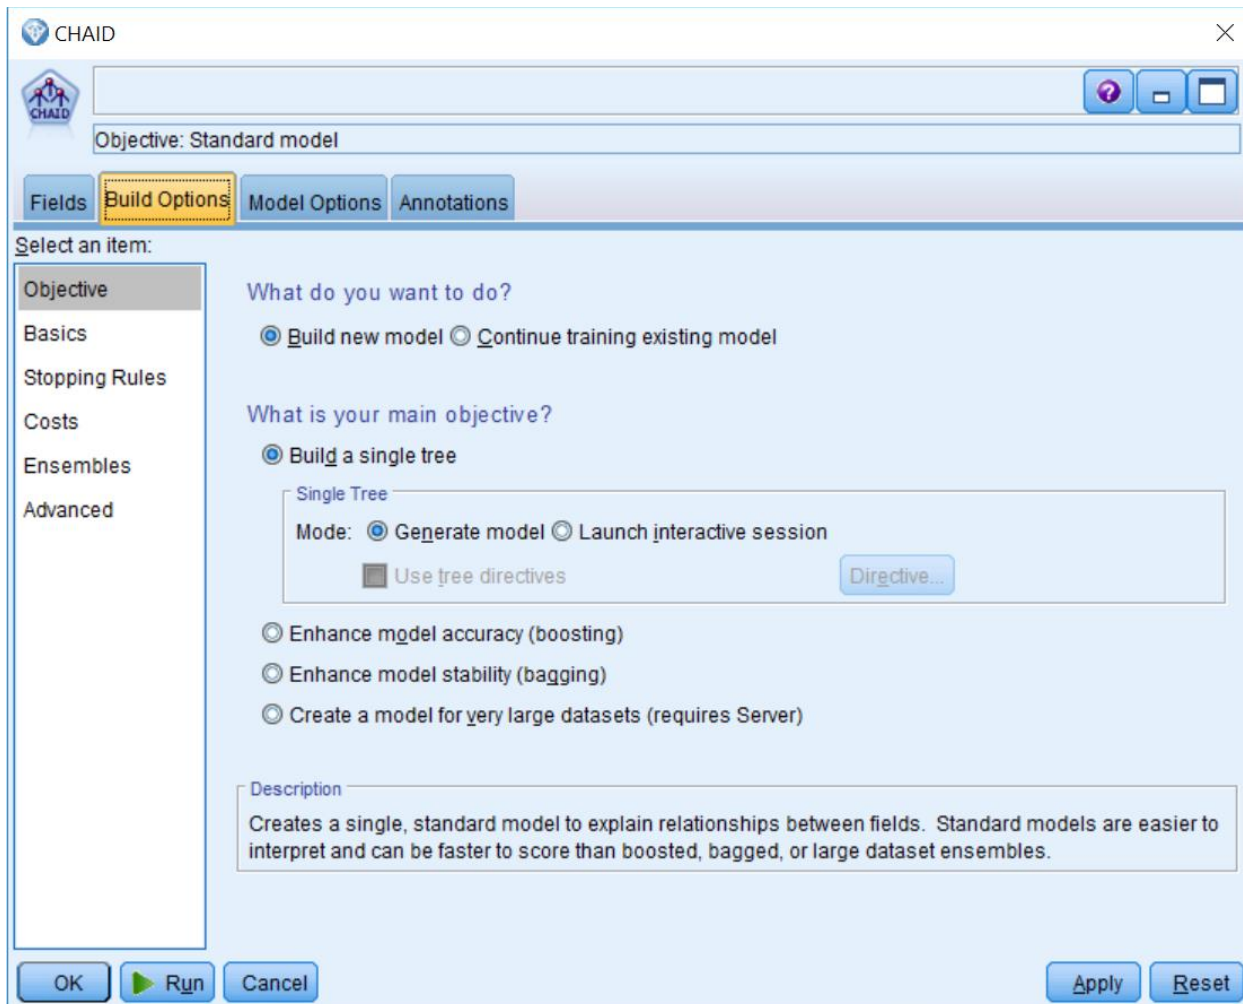 CHAID
CHAID
Objective: Standard model
Fields Build Options Model Options Annotations
Select an item:
Objective
Basics
Stopping Rules
Costs
Ensembles
Advanced
What do you want to do?
Build new model Continue training existing model
What is your main objective?
Build a single tree
Single Tree
Mode: Generate model Launch interactive session
Use tree directives Directive...
Enhance model accuracy (boosting)
Enhance model stability (bagging)
Create a model for very large datasets (requires Server)
Description
Creates a single, standard model to explain relationships between fields. Standard models are easier to
interpret and can be faster to score than boosted, bagged, or large dataset ensembles.
OK Run Cancel Apply Reset